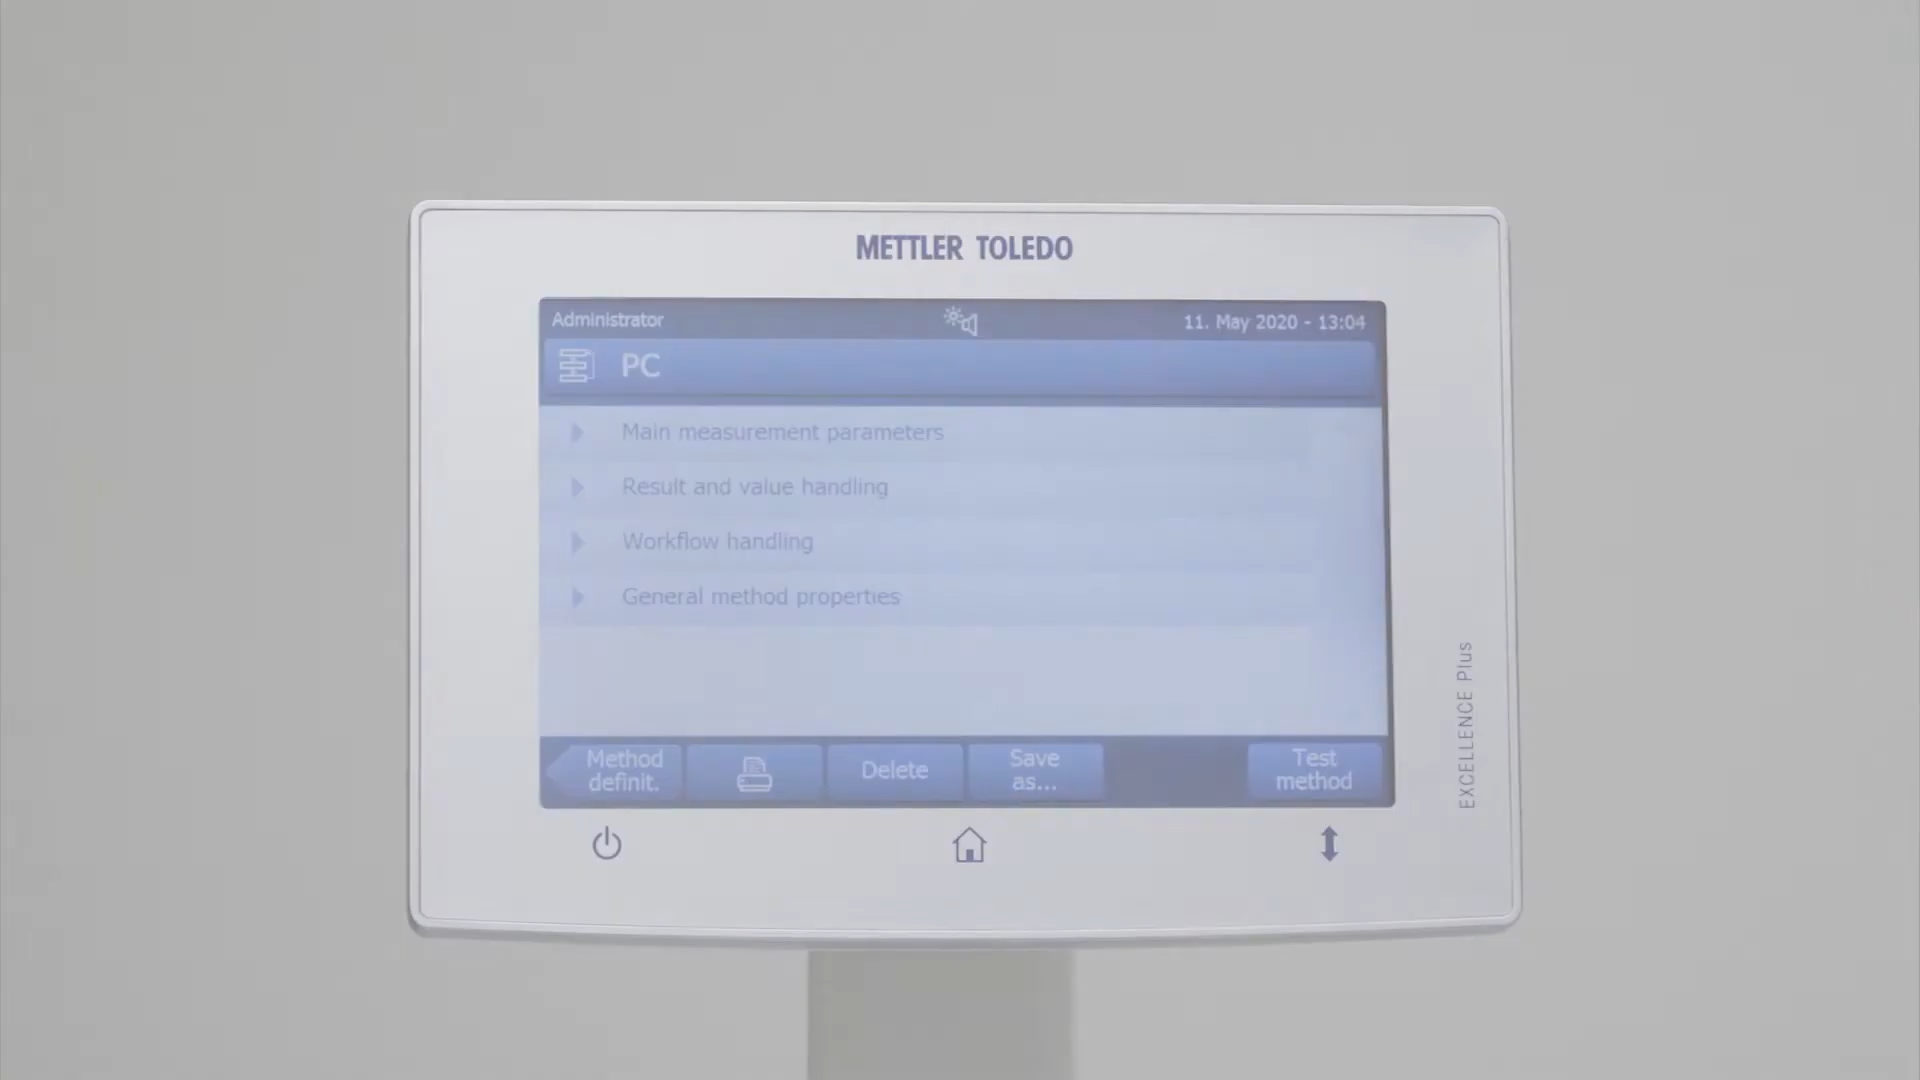 METTLER TOLEDO
Administrator
11. May 2020 - 13:04
PC
Main measurement parameters
Result and value handling
Workflow handling
General method properties
Method
definit.
Delete
Save
as...
Test
method
EXCELLENCE Plus